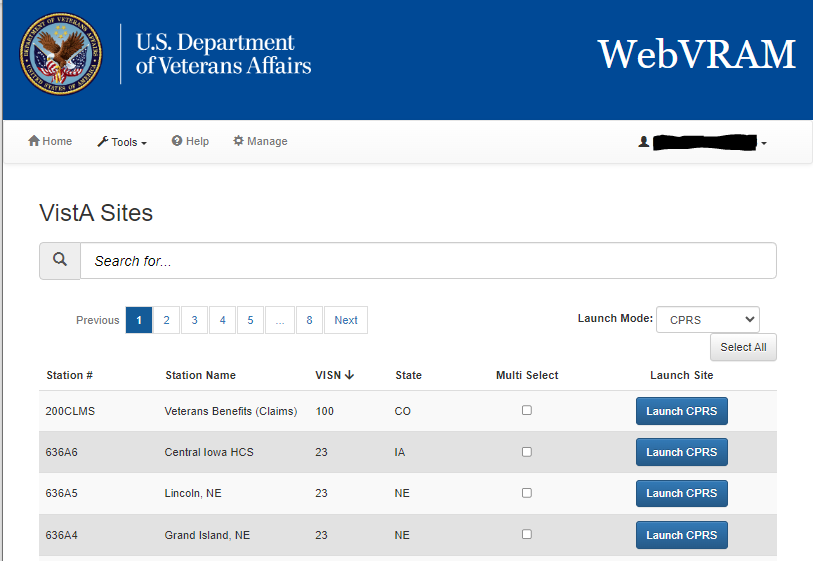 U.S. Department
of Veterans Affairs
WebVRAM
Home Tools Help Manage
VistA Sites
Search for...
Previous 1 2 3 4 5 ... 8 Next
Launch Mode: CPRS
Select All
Station # Station Name VISN State Multi Select Launch Site
200CLMS Veterans Benefits (Claims) 100 CO Launch CPRS
636A6 Central Iowa HCS 23 IA Launch CPRS
636A5 Lincoln, NE 23 NE Launch CPRS
636A4 Grand Island, NE 23 NE Launch CPRS